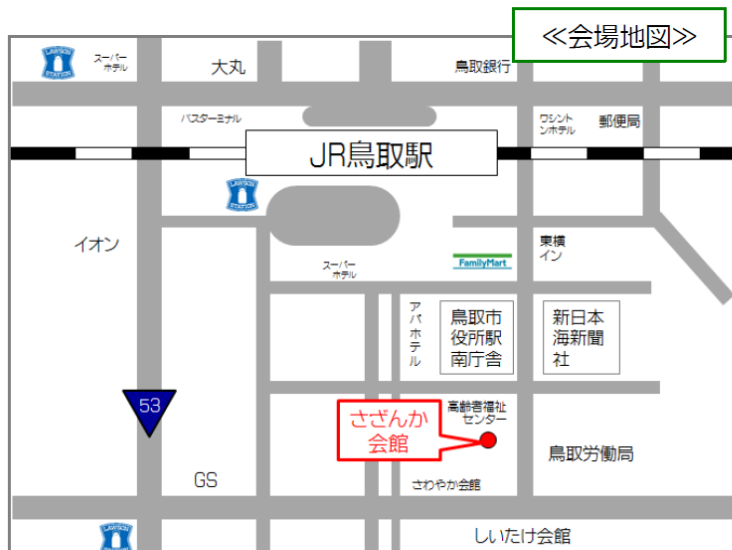 ≪会場地図≫
LAWSON
STATION
スーパー
ホテル
大丸
鳥取銀行
バスターミナル
ワシント
ンホテル
郵便局
JR鳥取駅
LAWSON
STATION
イオン
スーパー
ホテル
FamilyMart
東横
イン
アパホテル
鳥取市
役所駅
南庁舎
新日本
海新聞
社
53
さざんか
会館
高齢者福祉
センター
鳥取労働局
GS
さわやか会館
しいたけ会館
LAWSON
STATION